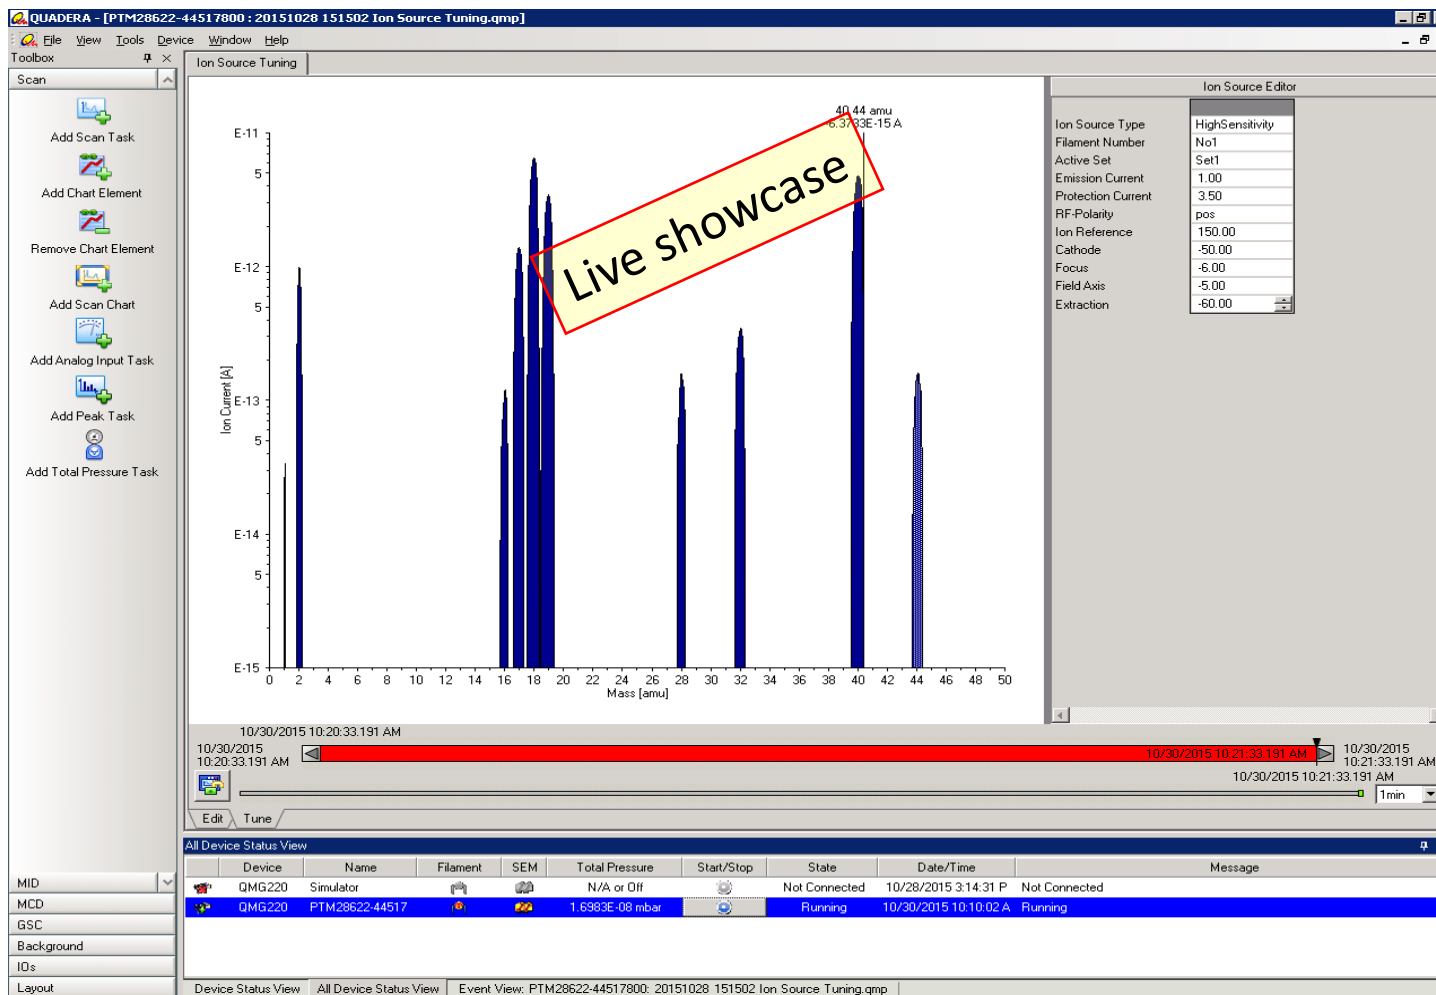 QUADERA - [PTM28622-44517800 : 20151028 151502 Ion Source Tuning.qmp]
File View Tools Device Window Help
Toolbox
Scan
Add Scan Task
Add Chart Element
Remove Chart Element
Add Scan Chart
Add Analog Input Task
Add Peak Task
Add Total Pressure Task
MID
MCD
GSC
Background
IOs
Layout
Ion Source Tuning
40.44 amu
-6.3733E-15 A
Live showcase
Ion Current [A]
E-11
5
E-12
5
E-13
5
E-14
5
E-15
0 2 4 6 8 10 12 14 16 18 20 22 24 26 28 30 32 34 36 38 40 42 44 46 48 50
Mass [amu]
Ion Source Editor
Ion Source Type HighSensitivity
Filament Number No1
Active Set Set1
Emission Current 1.00
Protection Current 3.50
RF-Polarity pos
Ion Reference 150.00
Cathode -50.00
Focus -6.00
Field Axis -5.00
Extraction -60.00
10/30/2015 10:20:33.191 AM
10/30/2015
10:20:33.191 AM
10/30/2015 10:21:33.191 AM
10/30/2015
10:21:33.191 AM
10/30/2015 10:21:33.191 AM
1min
Edit Tune
All Device Status View
Device Name Filament SEM Total Pressure Start/Stop State Date/Time Message
QMG220 Simulator N/A or Off Not Connected 10/28/2015 3:14:31 P Not Connected
QMG220 PTM28622-44517 1.6983E-08 mbar Running 10/30/2015 10:10:02 A Running
Device Status View All Device Status View Event View: PTM28622-44517800: 20151028 151502 Ion Source Tuning.qmp